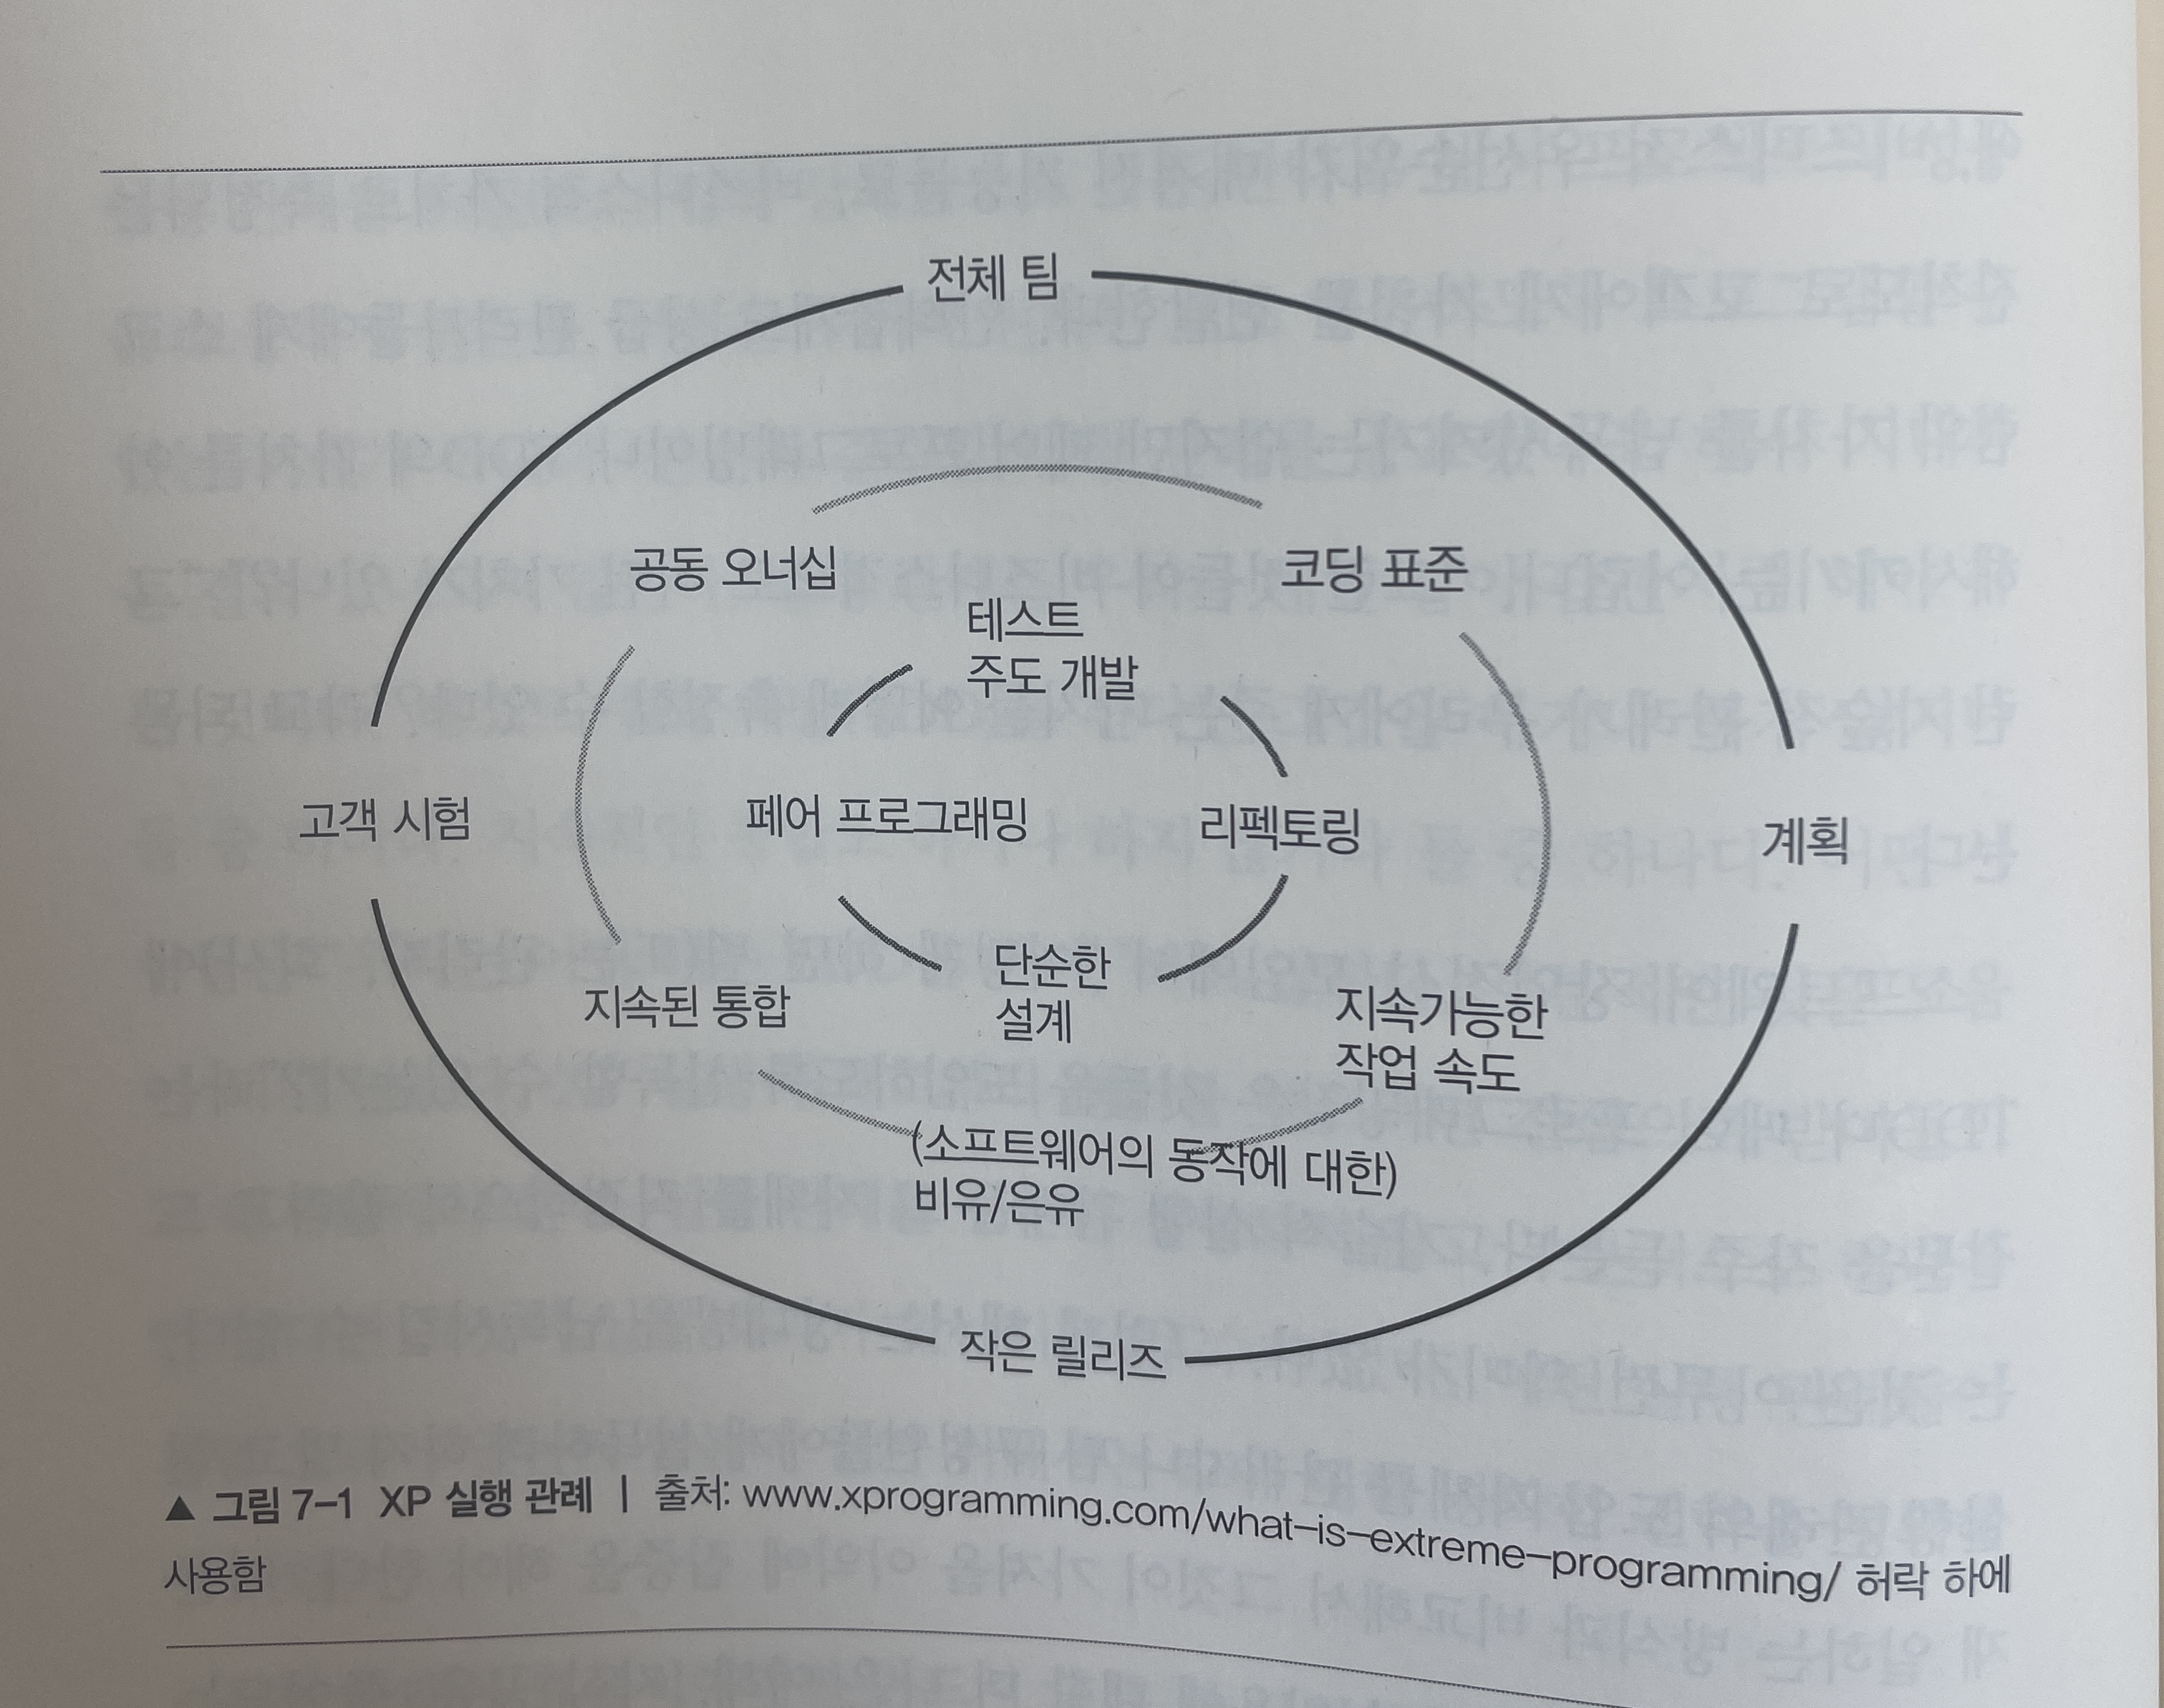 전체 팀
공동 오너십
코딩 표준
테스트
주도 개발
고객 시험
페어 프로그래밍
리펙토링
계획
지속된 통합
단순한
설계
지속가능한
작업 속도
(소프트웨어의 동작에 대한)
비유/은유
작은 릴리즈
▲ 그림 7-1 XP 실행 관례 | 출처: www.xprogramming.com/what-is-extreme-programming/ 허락 하에
사용함